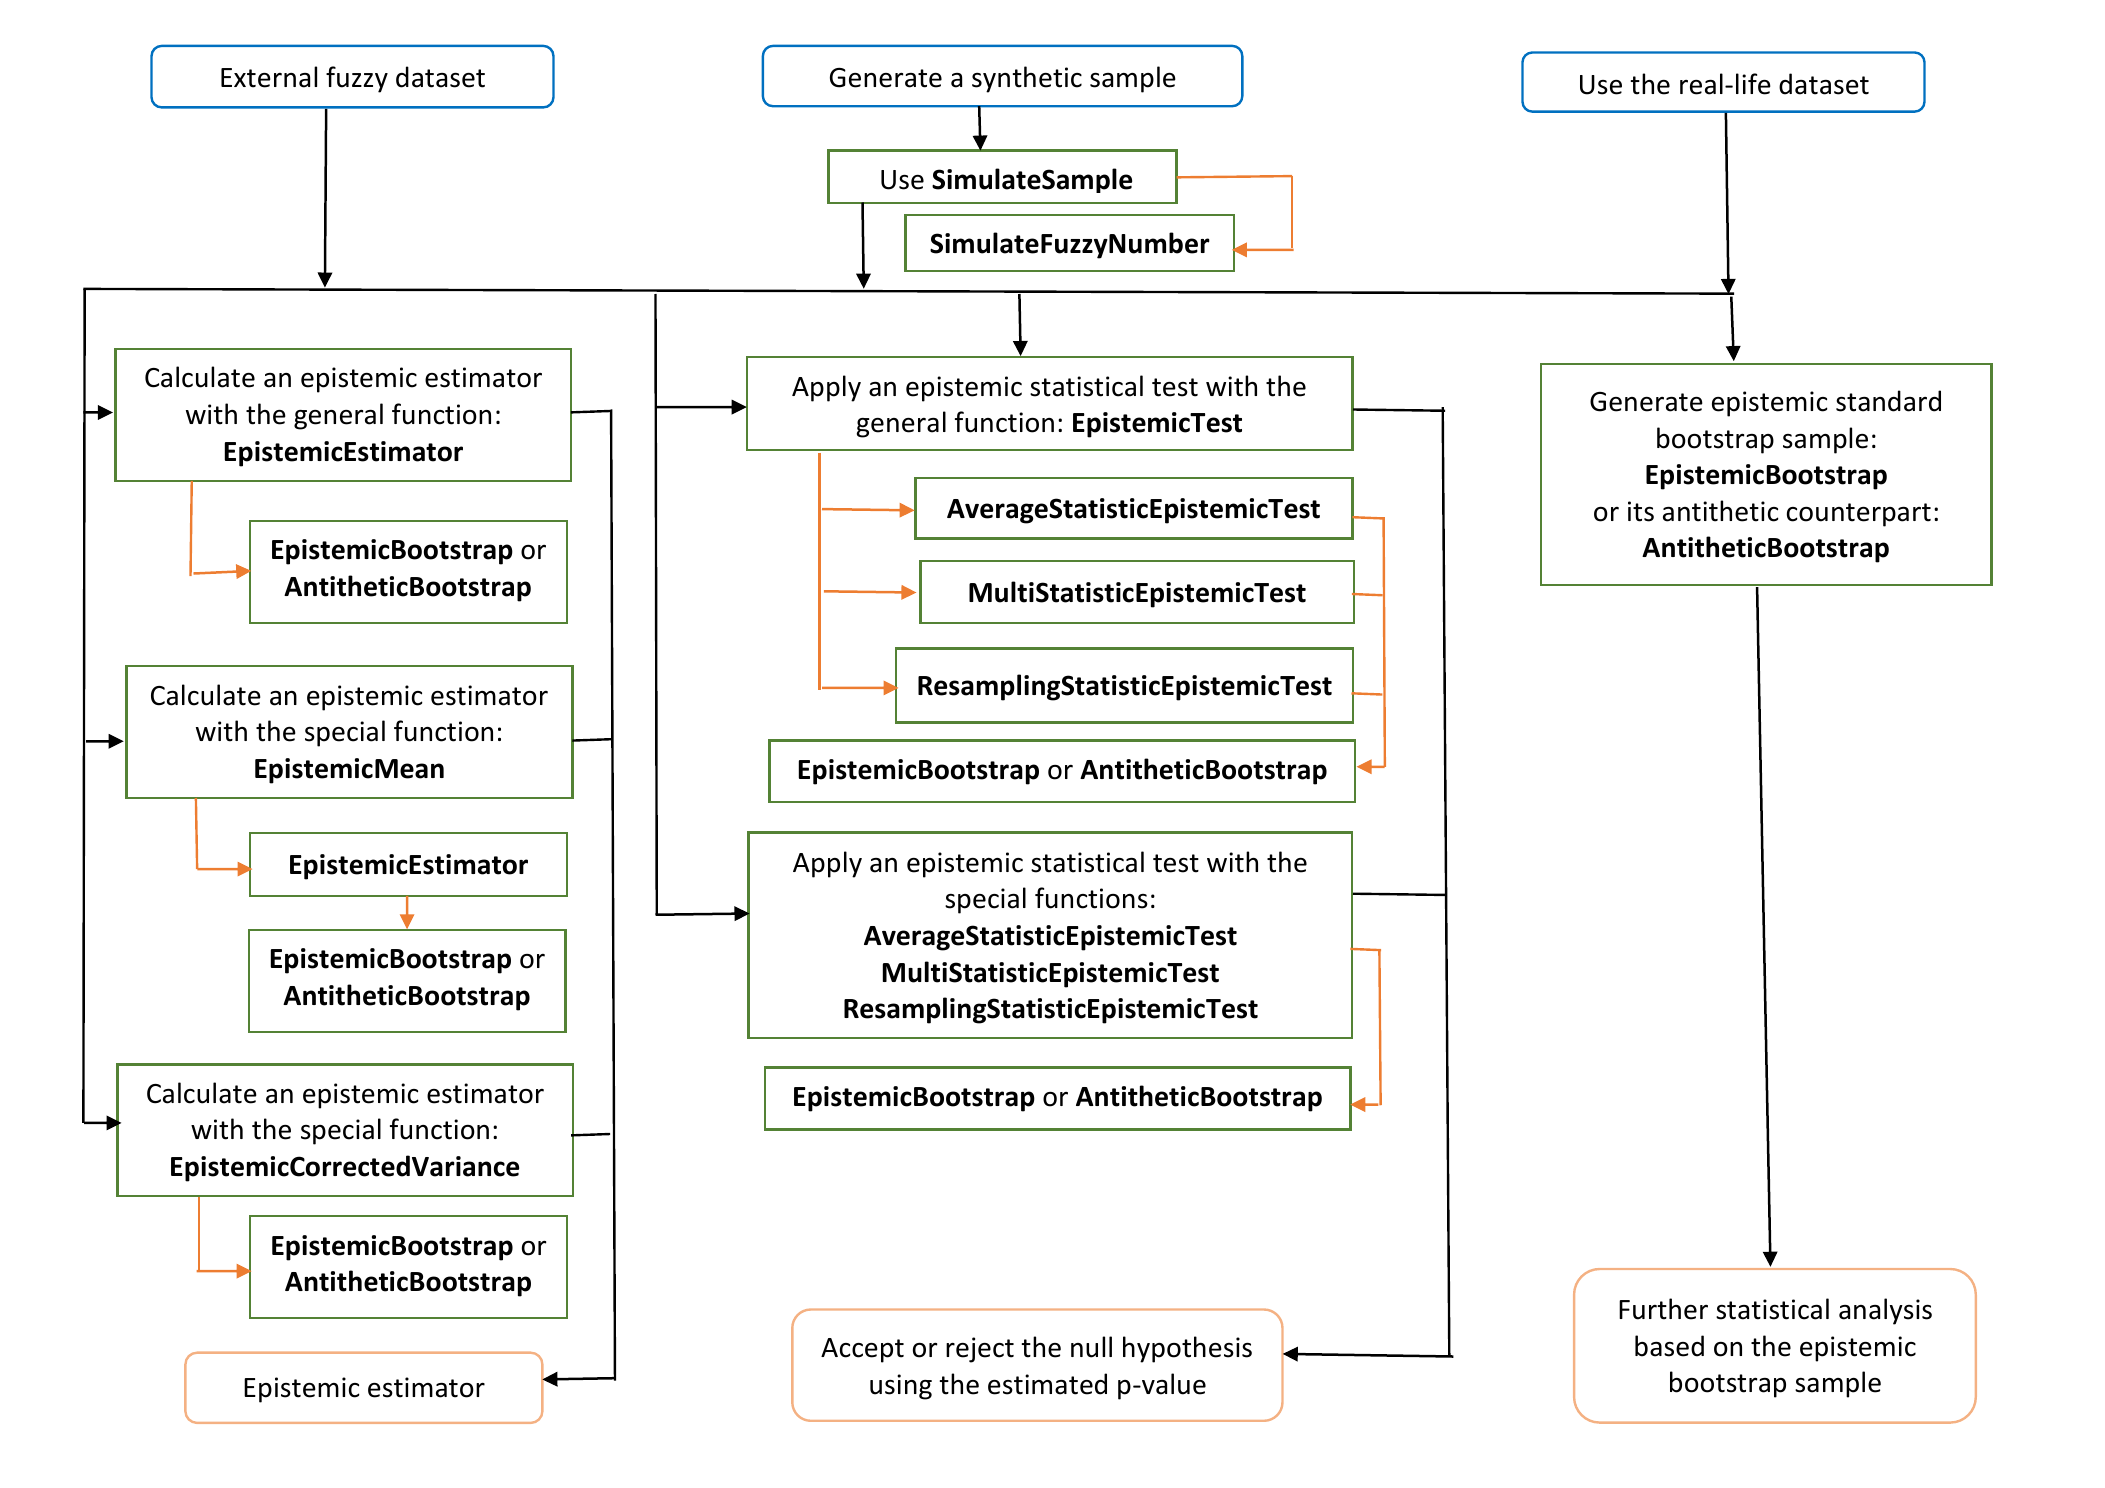 External fuzzy dataset
Generate a synthetic sample
Use the real-life dataset
Use SimulateSample
SimulateFuzzyNumber
Calculate an epistemic estimator
with the general function:
EpistemicEstimator
EpistemicBootstrap or
AntitheticBootstrap
Calculate an epistemic estimator
with the special function:
EpistemicMean
EpistemicEstimator
EpistemicBootstrap or
AntitheticBootstrap
Calculate an epistemic estimator
with the special function:
EpistemicCorrectedVariance
EpistemicBootstrap or
AntitheticBootstrap
Epistemic estimator
Apply an epistemic statistical test with the
general function: EpistemicTest
AverageStatisticEpistemicTest
MultiStatisticEpistemicTest
ResamplingStatisticEpistemicTest
EpistemicBootstrap or AntitheticBootstrap
Apply an epistemic statistical test with the
special functions:
AverageStatisticEpistemicTest
MultiStatisticEpistemicTest
ResamplingStatisticEpistemicTest
EpistemicBootstrap or AntitheticBootstrap
Accept or reject the null hypothesis
using the estimated p-value
Generate epistemic standard
bootstrap sample:
EpistemicBootstrap
or its antithetic counterpart:
AntitheticBootstrap
Further statistical analysis
based on the epistemic
bootstrap sample